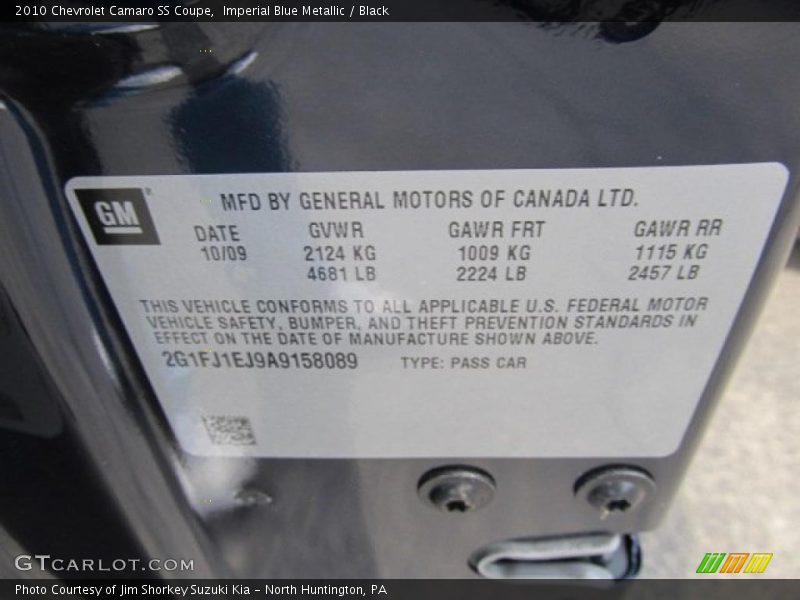 2010 Chevrolet Camaro SS Coupe,  Imperial Blue Metallic / Black
GM
MFD BY GENERAL MOTORS OF CANADA LTD.
DATE GVWR GAWR FRT GAWR RR
10/09 2124 KG 1009 KG 1115 KG
4681 LB 2224 LB 2457 LB
THIS VEHICLE CONFORMS TO ALL APPLICABLE U.S. FEDERAL MOTOR
VEHICLE SAFETY, BUMPER, AND THEFT PREVENTION STANDARDS IN
EFFECT ON THE DATE OF MANUFACTURE SHOWN ABOVE.
2G1FJ1EJ9A9158089 TYPE: PASS CAR
GTCARLOT.COM
Photo Courtesy of Jim Shorkey Suzuki Kia – North Huntington, PA